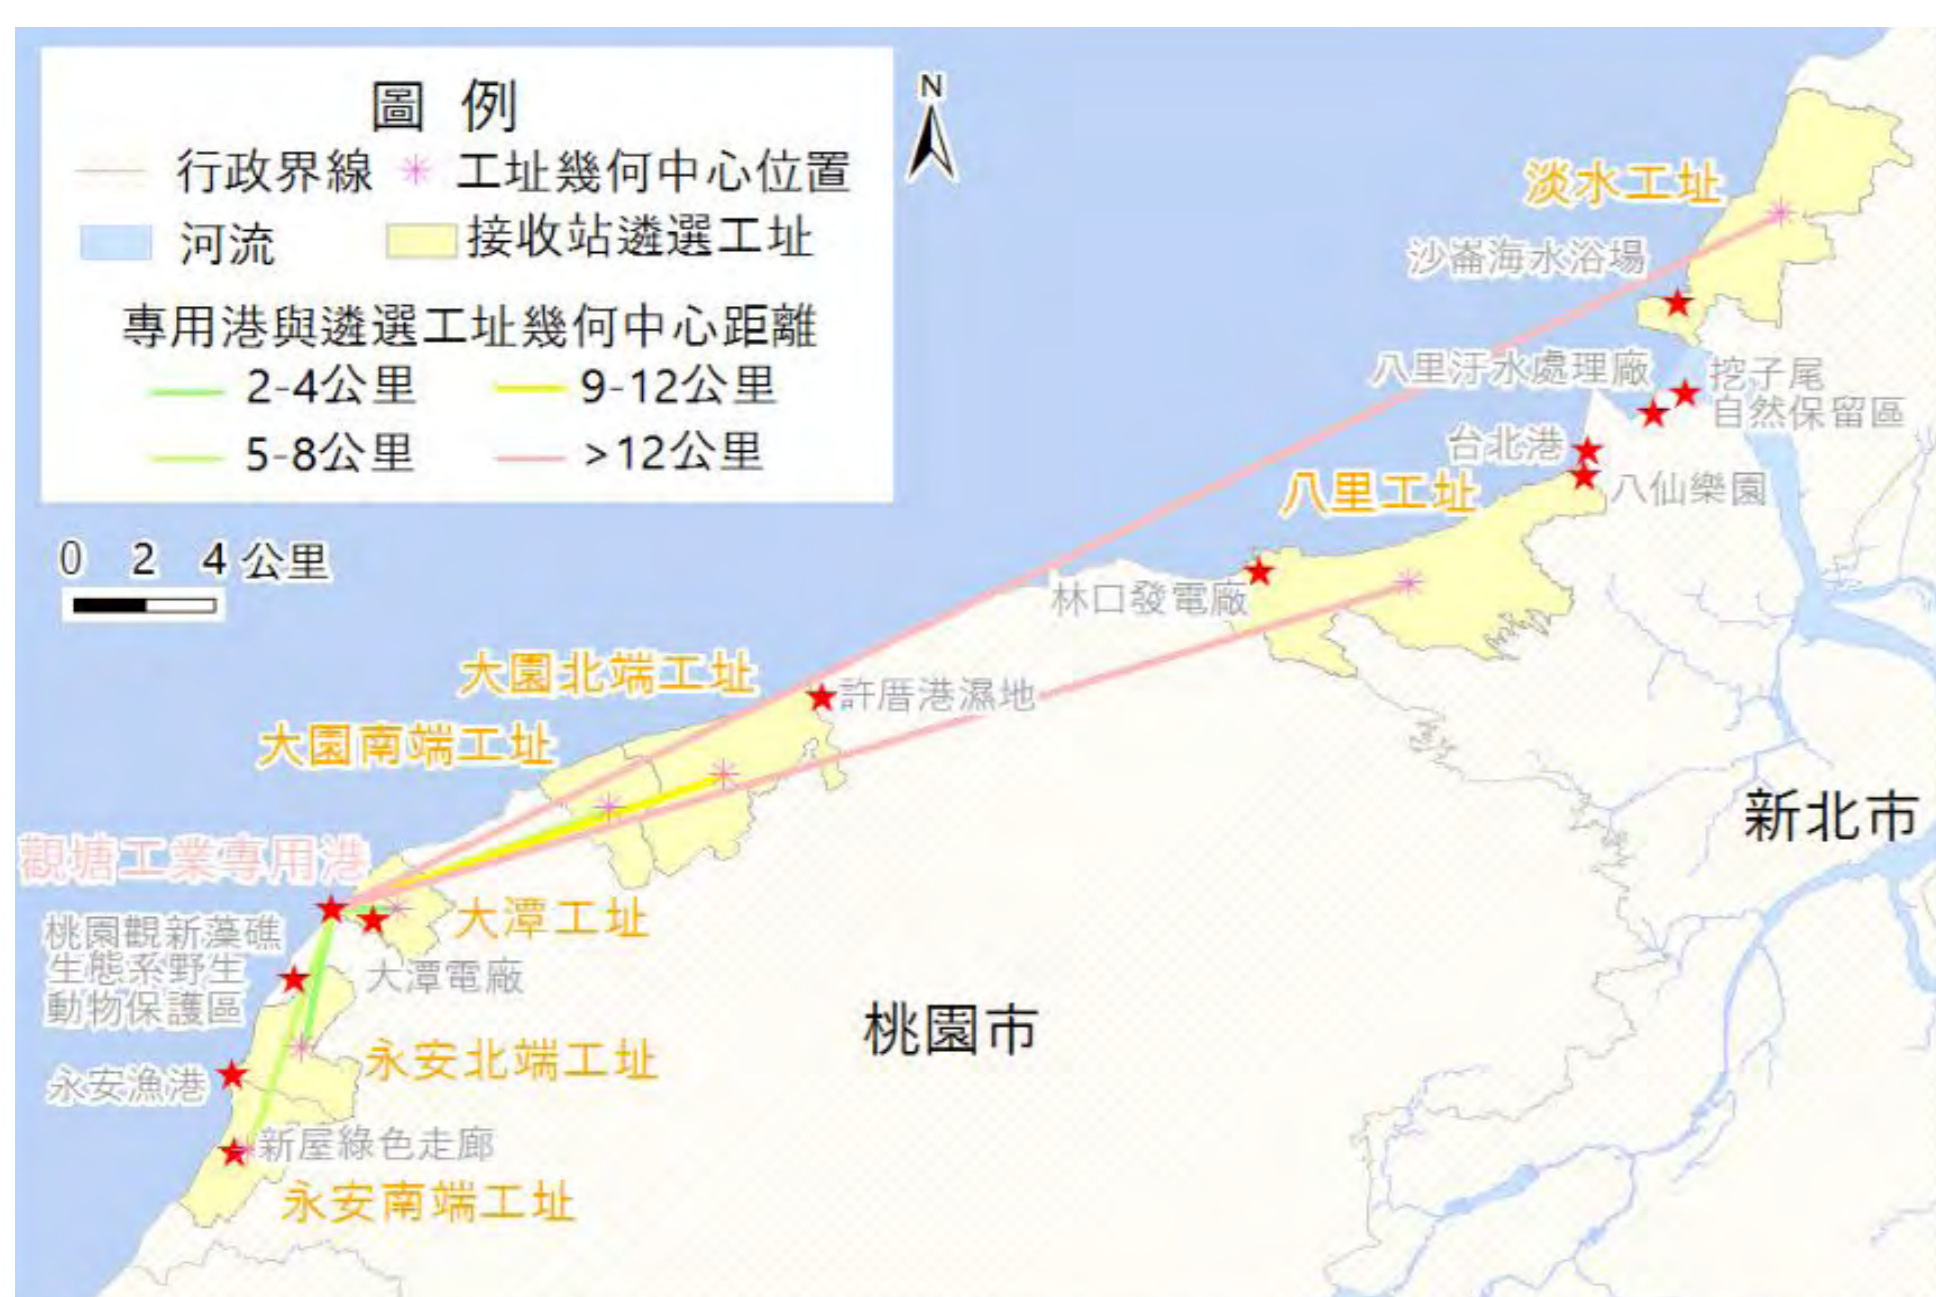 圖 例
行政界線
工址幾何中心位置
河流
接收站遴選工址
專用港與遴選工址幾何中心距離
2-4公里
9-12公里
5-8公里
>12公里
0 2 4 公里
N
淡水工址
沙崙海水浴場
八里汙水處理廠
挖子尾
自然保留區
台北港
八里工址
八仙樂園
林口發電廠
大園北端工址
許厝港濕地
大園南端工址
新北市
觀塘工業專用港
大潭工址
桃園觀新藻礁
生態系野生
動物保護區
大潭電廠
桃園市
永安北端工址
永安漁港
新屋綠色走廊
永安南端工址